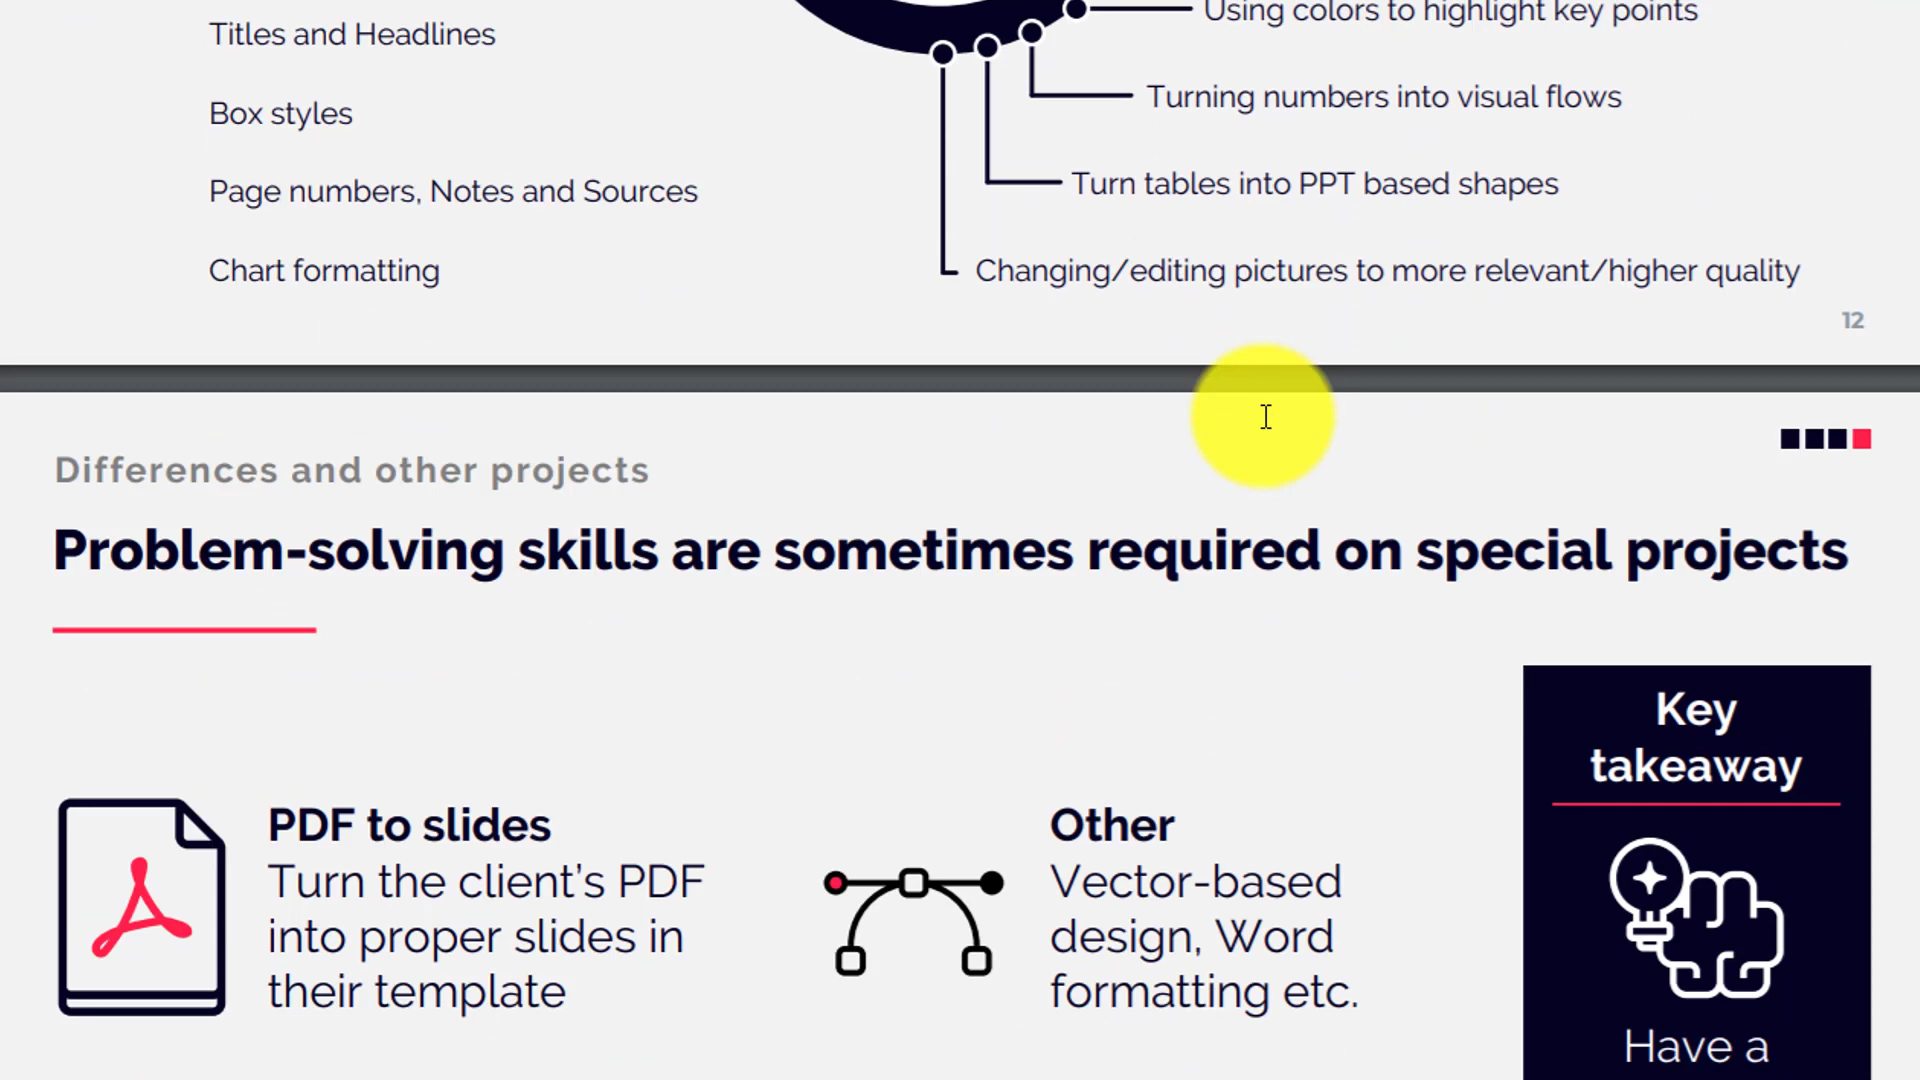 Titles and Headlines
Box styles
Page numbers, Notes and Sources
Chart formatting
Using colors to highlight key points
Turning numbers into visual flows
Turn tables into PPT based shapes
Changing/editing pictures to more relevant/higher quality
12
Differences and other projects
Problem-solving skills are sometimes required on special projects
PDF to slides
Turn the client’s PDF
into proper slides in
their template
Other
Vector-based
design, Word
formatting etc.
Key
takeaway
Have a